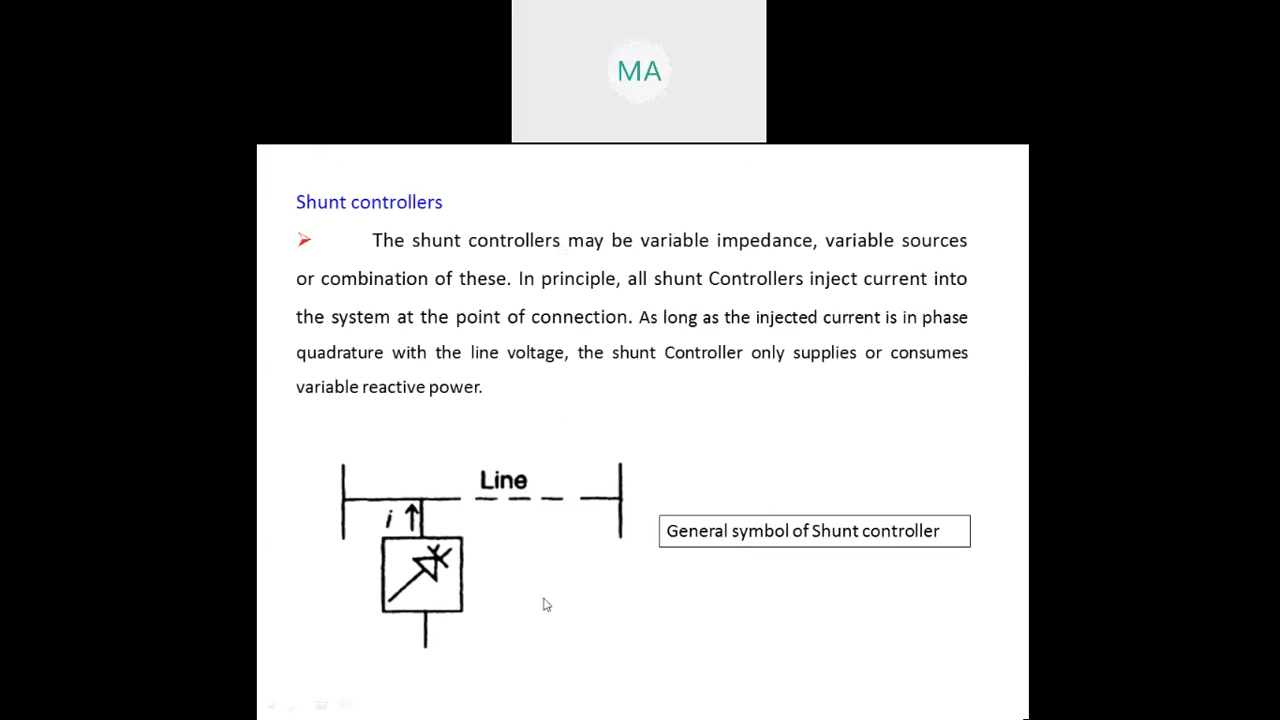 MA
Shunt controllers
The shunt controllers may be variable impedance, variable sources
or combination of these. In principle, all shunt Controllers inject current into
the system at the point of connection. As long as the injected current is in phase
quadrature with the line voltage, the shunt Controller only supplies or consumes
variable reactive power.
Line
i
General symbol of Shunt controller